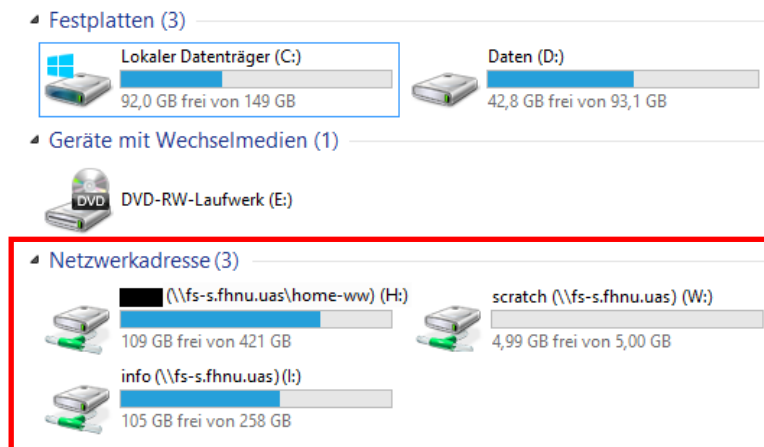 Festplatten (3)
Lokaler Datenträger (C:)
92,0 GB frei von 149 GB
Daten (D:)
42,8 GB frei von 93,1 GB
Geräte mit Wechselmedien (1)
DVD
DVD-RW-Laufwerk (E:)
Netzwerkadresse (3)
(\\fs-s.fhnu.uas\home-ww) (H:)
109 GB frei von 421 GB
scratch (\\fs-s.fhnu.uas) (W:)
4,99 GB frei von 5,00 GB
info (\\fs-s.fhnu.uas) (I:)
105 GB frei von 258 GB